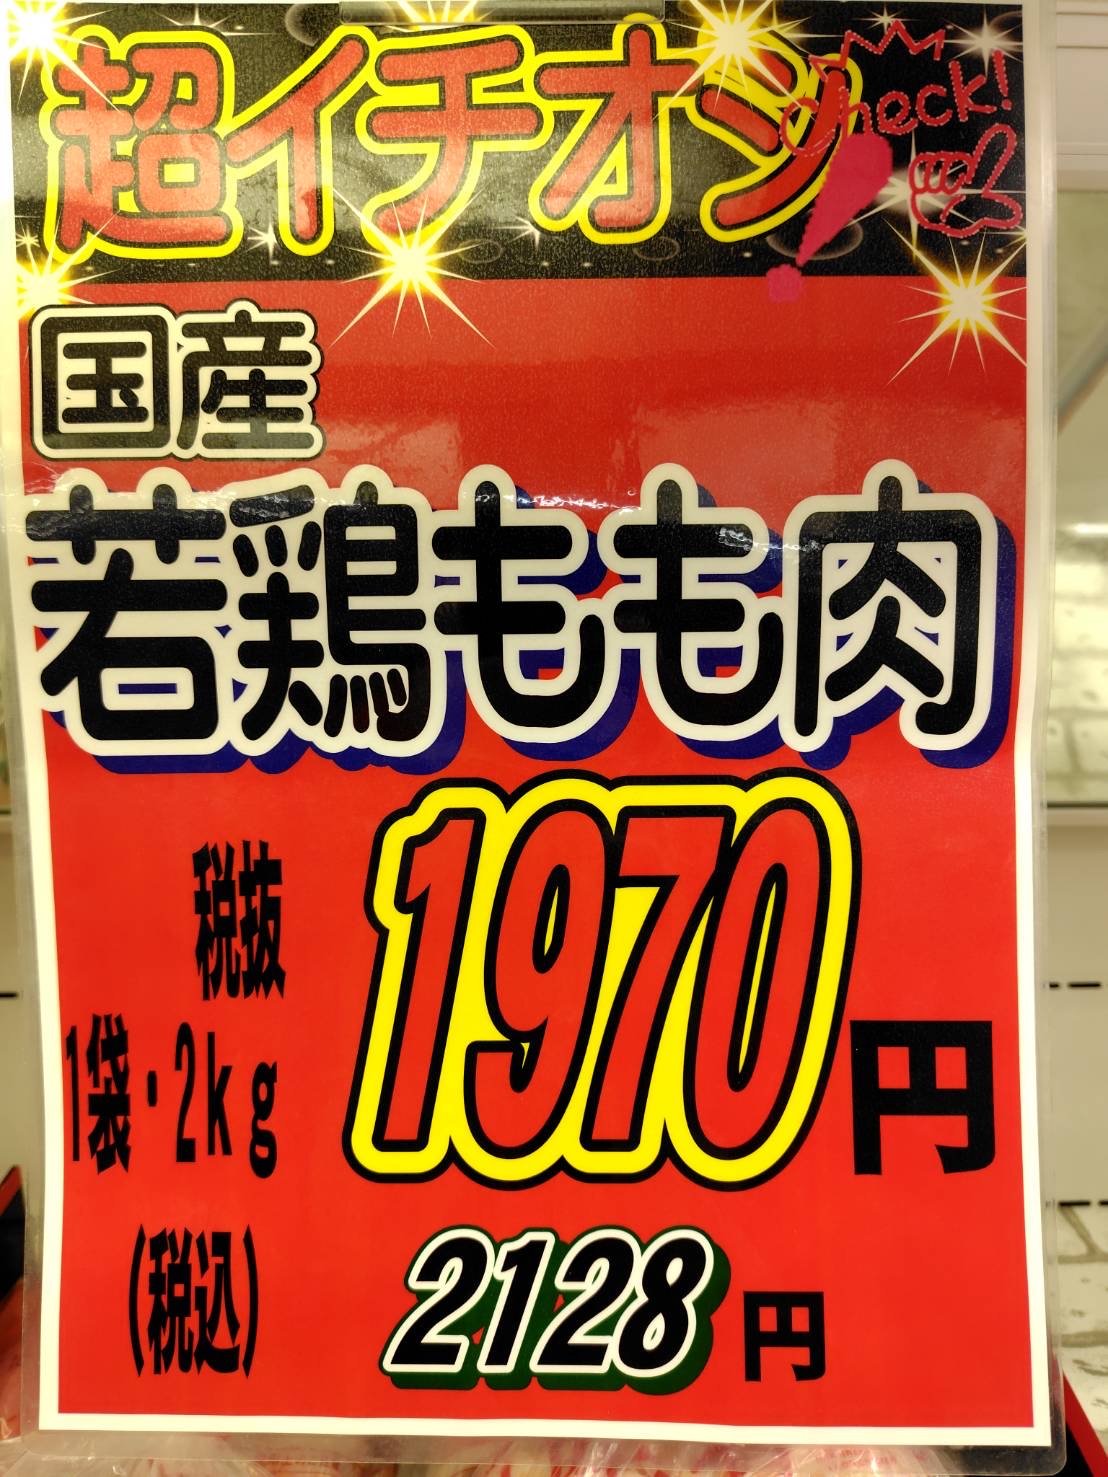 超イチオシ
check!
国産
若鶏もも肉
税抜
1袋・2kg
1970円
(税込)
2128円